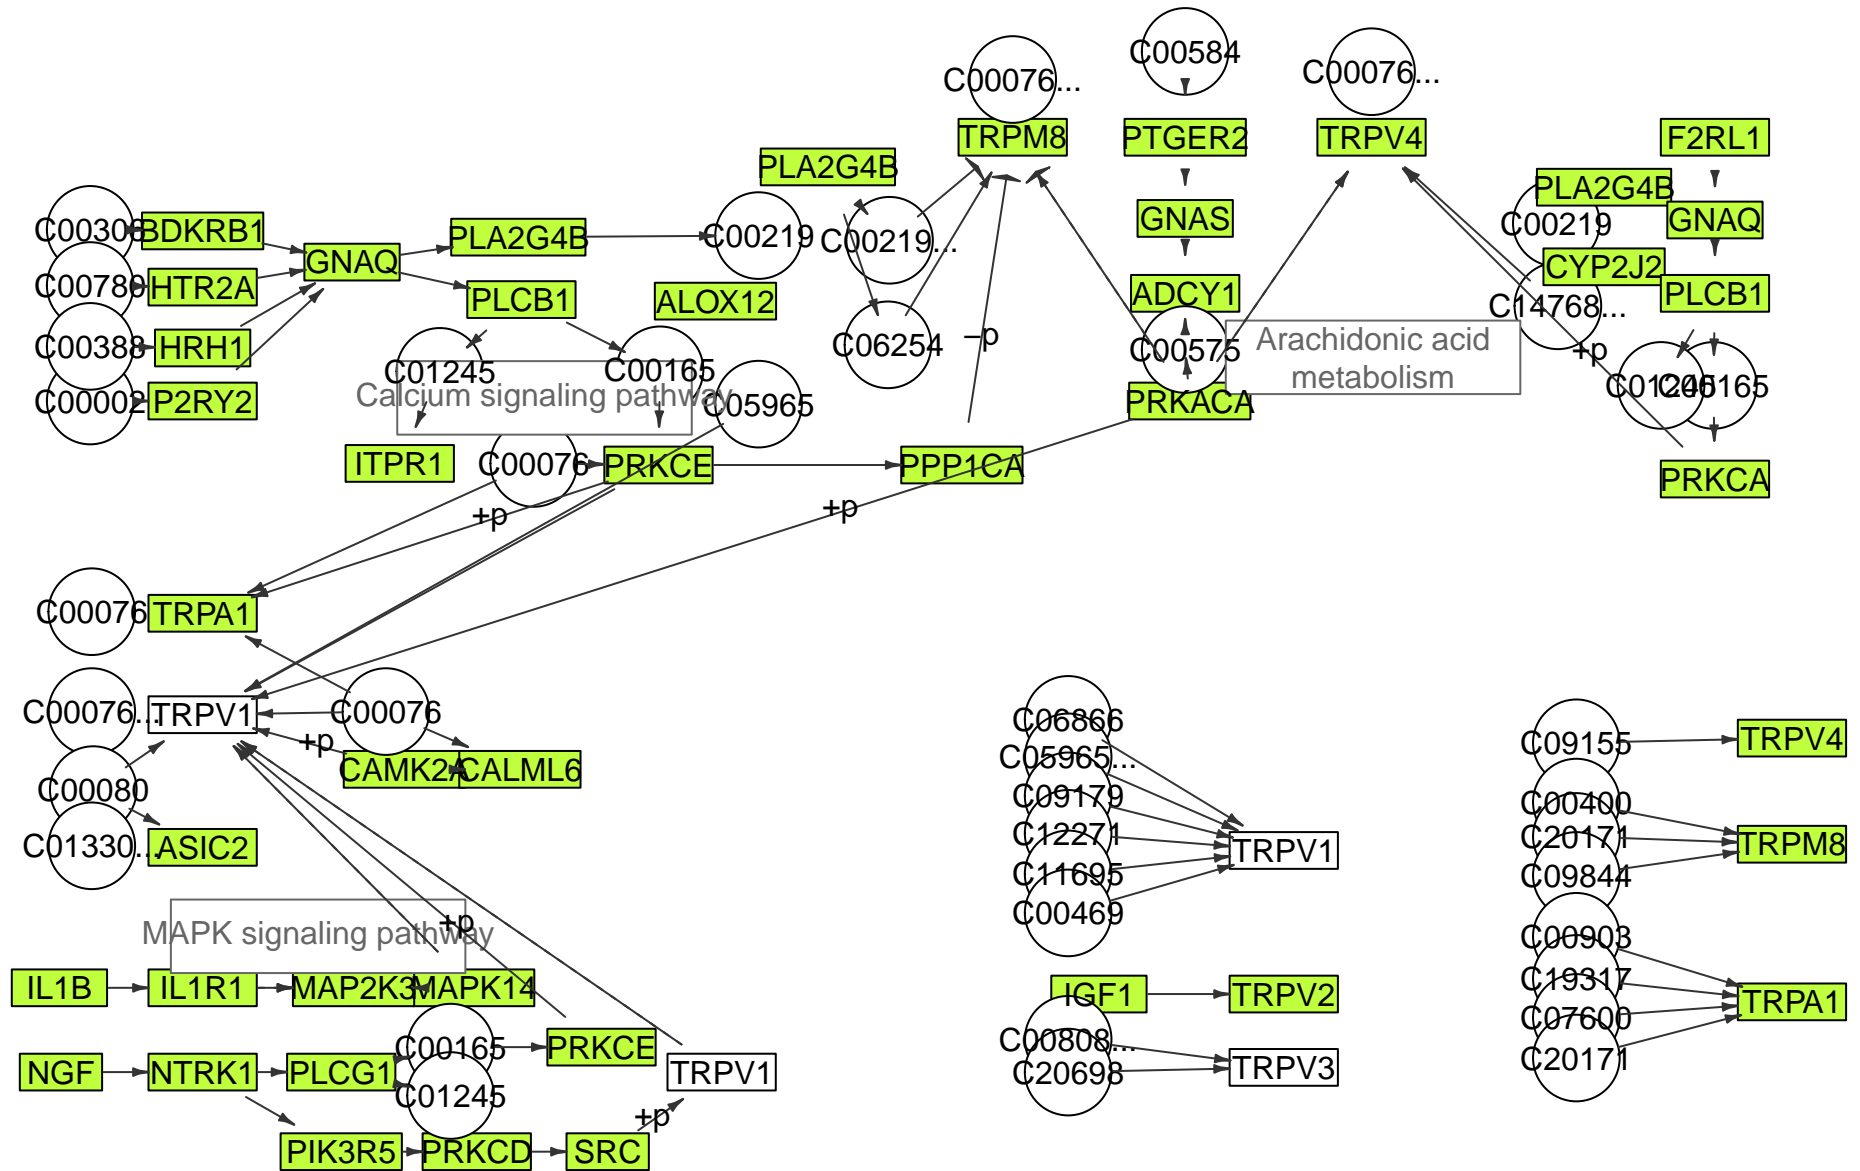 C00584
C00076...
C00076...
TRPM8
PTGER2
TRPV4
F2RL1
PLA2G4B
PLA2G4B
C00308
BDKRB1
PLA2G4B
C00219
C00219...
GNAS
C00219
GNAQ
GNAQ
C00780
HTR2A
PLCB1
ALOX12
ADCY1
CYP2J2
PLCB1
C14768...
C00388
HRH1
C01245
C00165
C06254
–p
C00575
Arachidonic acid
metabolism
+p
C00002
P2RY2
Calcium signaling pathway
C05965
PRKACA
C01245
C00165
ITPR1
C00076
PRKCE
PPP1CA
PRKCA
+p
+p
C00076
TRPA1
C00076...
TRPV1
C00076
+p
CAMK2A
CALML6
C00080
C01330...
ASIC2
C06866
C05965...
C09179
C12271
C11695
C00469
TRPV1
C09155
TRPV4
C00400
C20171
C09844
TRPM8
MAPK signaling pathway
+p
IL1B
IL1R1
MAP2K3
MAPK14
IGF1
TRPV2
C00903
C19317
C07600
C20171
TRPA1
NGF
NTRK1
PLCG1
C00165
C01245
PRKCE
TRPV1
C00808...
C20698
TRPV3
+p
PIK3R5
PRKCD
SRC